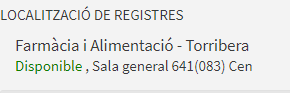 LOCALITZACIÓ DE REGISTRES
Farmàcia i Alimentació - Torribera
Disponible , Sala general 641(083) Cen